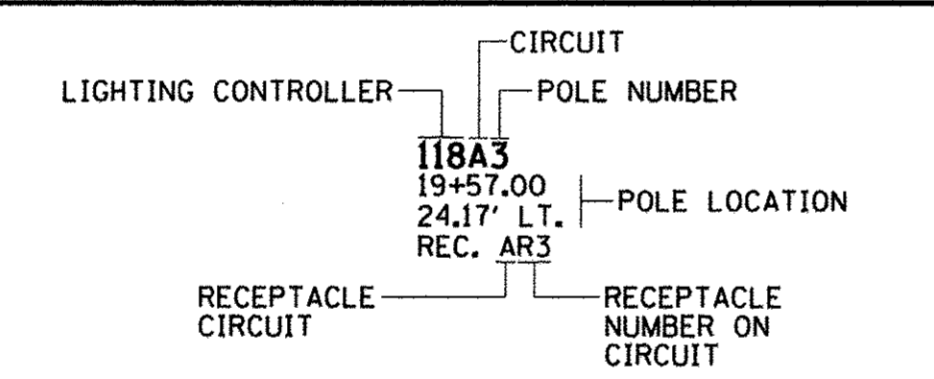 CIRCUIT
LIGHTING CONTROLLER
POLE NUMBER
118A3
19+57.00
24.17' LT.
POLE LOCATION
REC. AR3
RECEPTACLE
CIRCUIT
RECEPTACLE
NUMBER ON
CIRCUIT